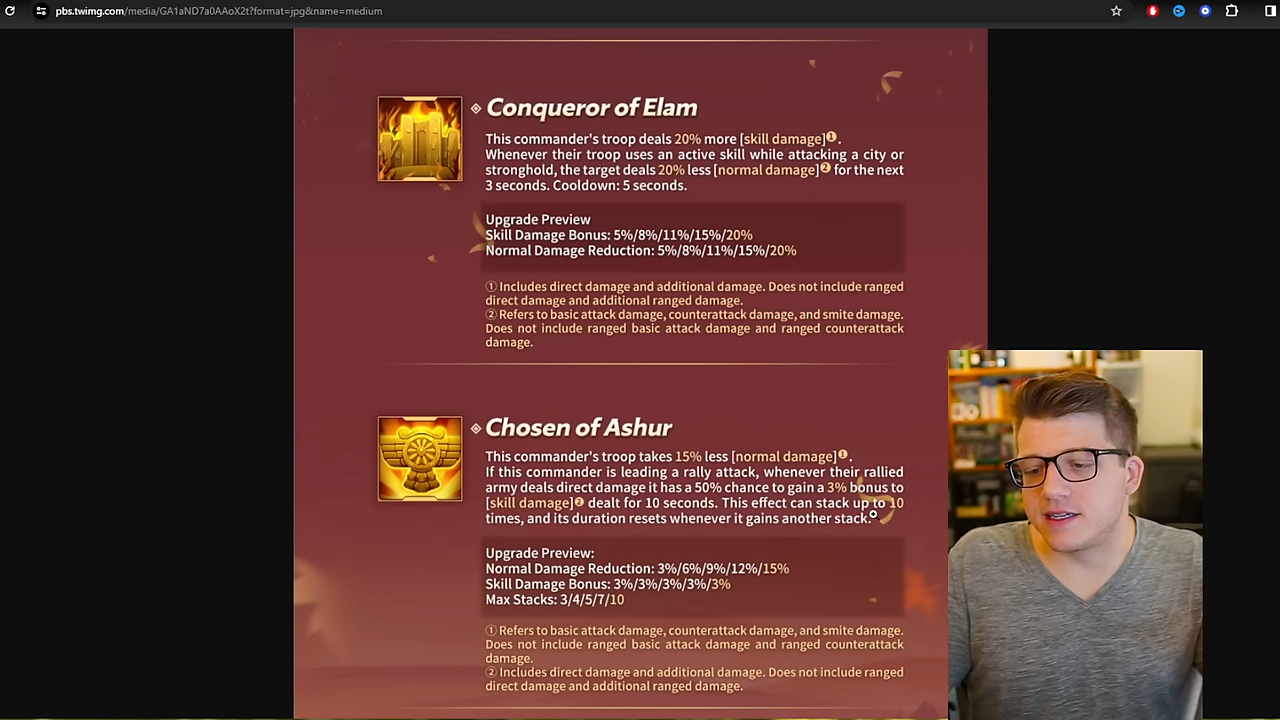 pbs.twimg.com/media/GA1aND7a0AAoX2t?format=jpg&name=medium
Conqueror of Elam
This commander's troop deals 20% more [skill damage]①.
Whenever their troop uses an active skill while attacking a city or
stronghold, the target deals 20% less [normal damage]② for the next
3 seconds. Cooldown: 5 seconds.
Upgrade Preview
Skill Damage Bonus: 5%/8%/11%/15%/20%
Normal Damage Reduction: 5%/8%/11%/15%/20%
① Includes direct damage and additional damage. Does not include ranged
direct damage and additional ranged damage.
② Refers to basic attack damage, counterattack damage, and smite damage.
Does not include ranged basic attack damage and ranged counterattack
damage.
Chosen of Ashur
This commander's troop takes 15% less [normal damage]①.
If this commander is leading a rally attack, whenever their rallied
army deals direct damage it has a 50% chance to gain a 3% bonus to
[skill damage]② dealt for 10 seconds. This effect can stack up to 10
times, and its duration resets whenever it gains another stack.
Upgrade Preview:
Normal Damage Reduction: 3%/6%/9%/12%/15%
Skill Damage Bonus: 3%/3%/3%/3%/3%
Max Stacks: 3/4/5/7/10
① Refers to basic attack damage, counterattack damage, and smite damage.
Does not include ranged basic attack damage and ranged counterattack
damage.
② Includes direct damage and additional damage. Does not include ranged
direct damage and additional ranged damage.